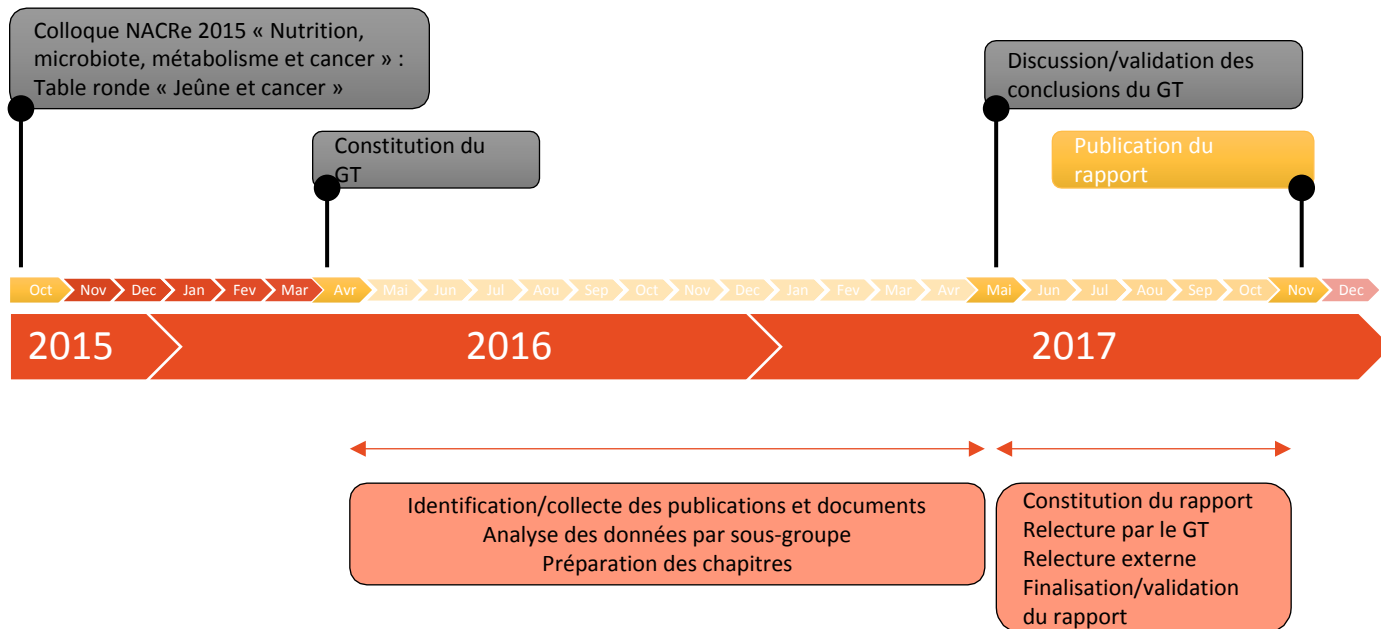 Colloque NACRe 2015 « Nutrition,
microbiote, métabolisme et cancer » :
Table ronde « Jeûne et cancer »
Constitution du
GT
Discussion/validation des
conclusions du GT
Publication du
rapport
Oct Nov Dec Jan Fev Mar Avr Mai Jun Jul Aou Sep Oct Nov Dec Jan Fev Mar Avr Mai Jun Jul Aou Sep Oct Nov Dec
2015 2016 2017
Identification/collecte des publications et documents
Analyse des données par sous-groupe
Préparation des chapitres
Constitution du rapport
Relecture par le GT
Relecture externe
Finalisation/validation
du rapport